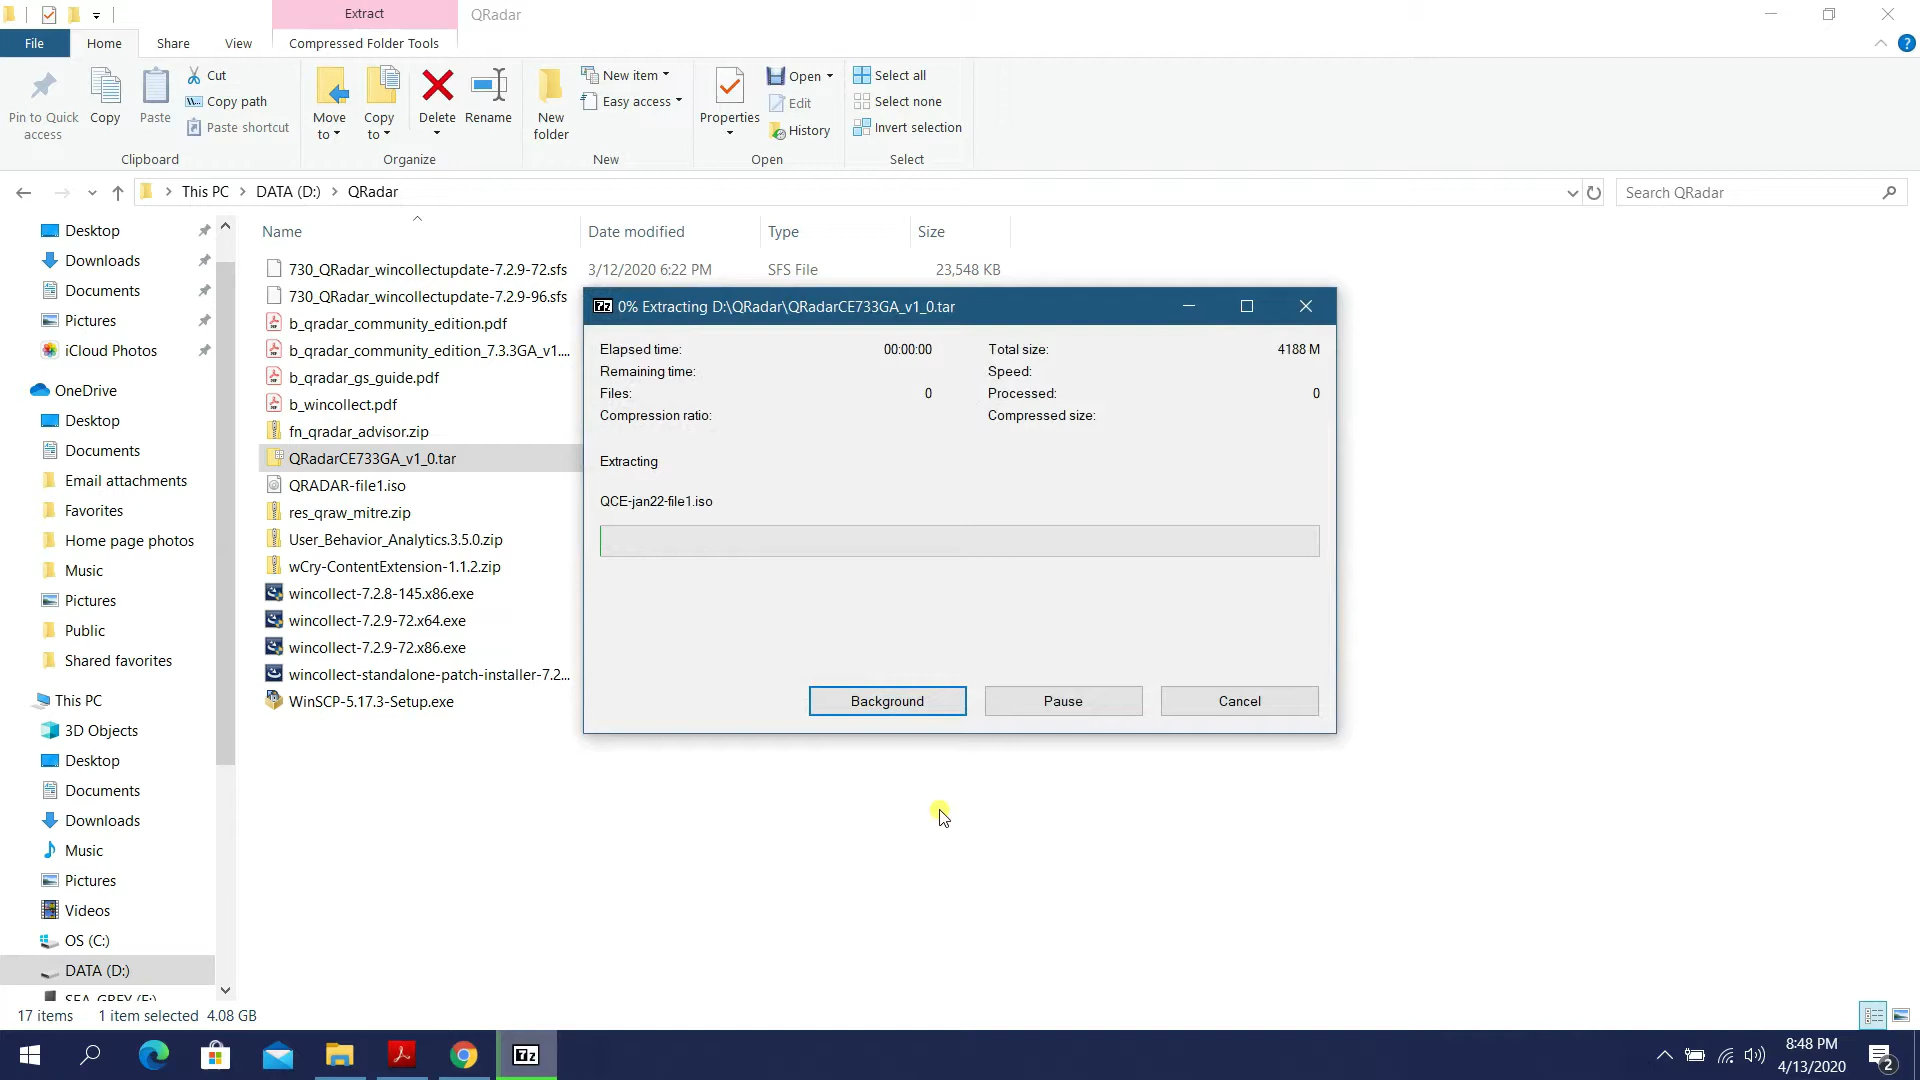 Extract
QRadar
File
Home
Share
View
Compressed Folder Tools
Pin to Quick access
Copy
Paste
Cut
Copy path
Paste shortcut
Clipboard
Move to
Copy to
Delete
Rename
Organize
New folder
New item
Easy access
New
Properties
Open
Edit
History
Open
Select all
Select none
Invert selection
Select
This PC
DATA (D:)
QRadar
Search QRadar
Desktop
Downloads
Documents
Pictures
iCloud Photos
OneDrive
Desktop
Documents
Email attachments
Favorites
Home page photos
Music
Pictures
Public
Shared favorites
This PC
3D Objects
Desktop
Documents
Downloads
Music
Pictures
Videos
OS (C:)
DATA (D:)
SEA_GREY (E:)
Name
Date modified
Type
Size
730_QRadar_wincollectupdate-7.2.9-72.sfs
3/12/2020 6:22 PM
SFS File
23,548 KB
730_QRadar_wincollectupdate-7.2.9-96.sfs
b_qradar_community_edition.pdf
b_qradar_community_edition_7.3.3GA_v1....
b_qradar_gs_guide.pdf
b_wincollect.pdf
fn_qradar_advisor.zip
QRadarCE733GA_v1_0.tar
QRADAR-file1.iso
res_qraw_mitre.zip
User_Behavior_Analytics.3.5.0.zip
wCry-ContentExtension-1.1.2.zip
wincollect-7.2.8-145.x86.exe
wincollect-7.2.9-72.x64.exe
wincollect-7.2.9-72.x86.exe
wincollect-standalone-patch-installer-7.2...
WinSCP-5.17.3-Setup.exe
7z
0% Extracting D:\QRadar\QRadarCE733GA_v1_0.tar
Elapsed time:
00:00:00
Total size:
4188 M
Remaining time:
Speed:
Files:
0
Processed:
0
Compression ratio:
Compressed size:
Extracting
QCE-jan22-file1.iso
Background
Pause
Cancel
17 items
1 item selected 4.08 GB
7z
8:48 PM
4/13/2020
2